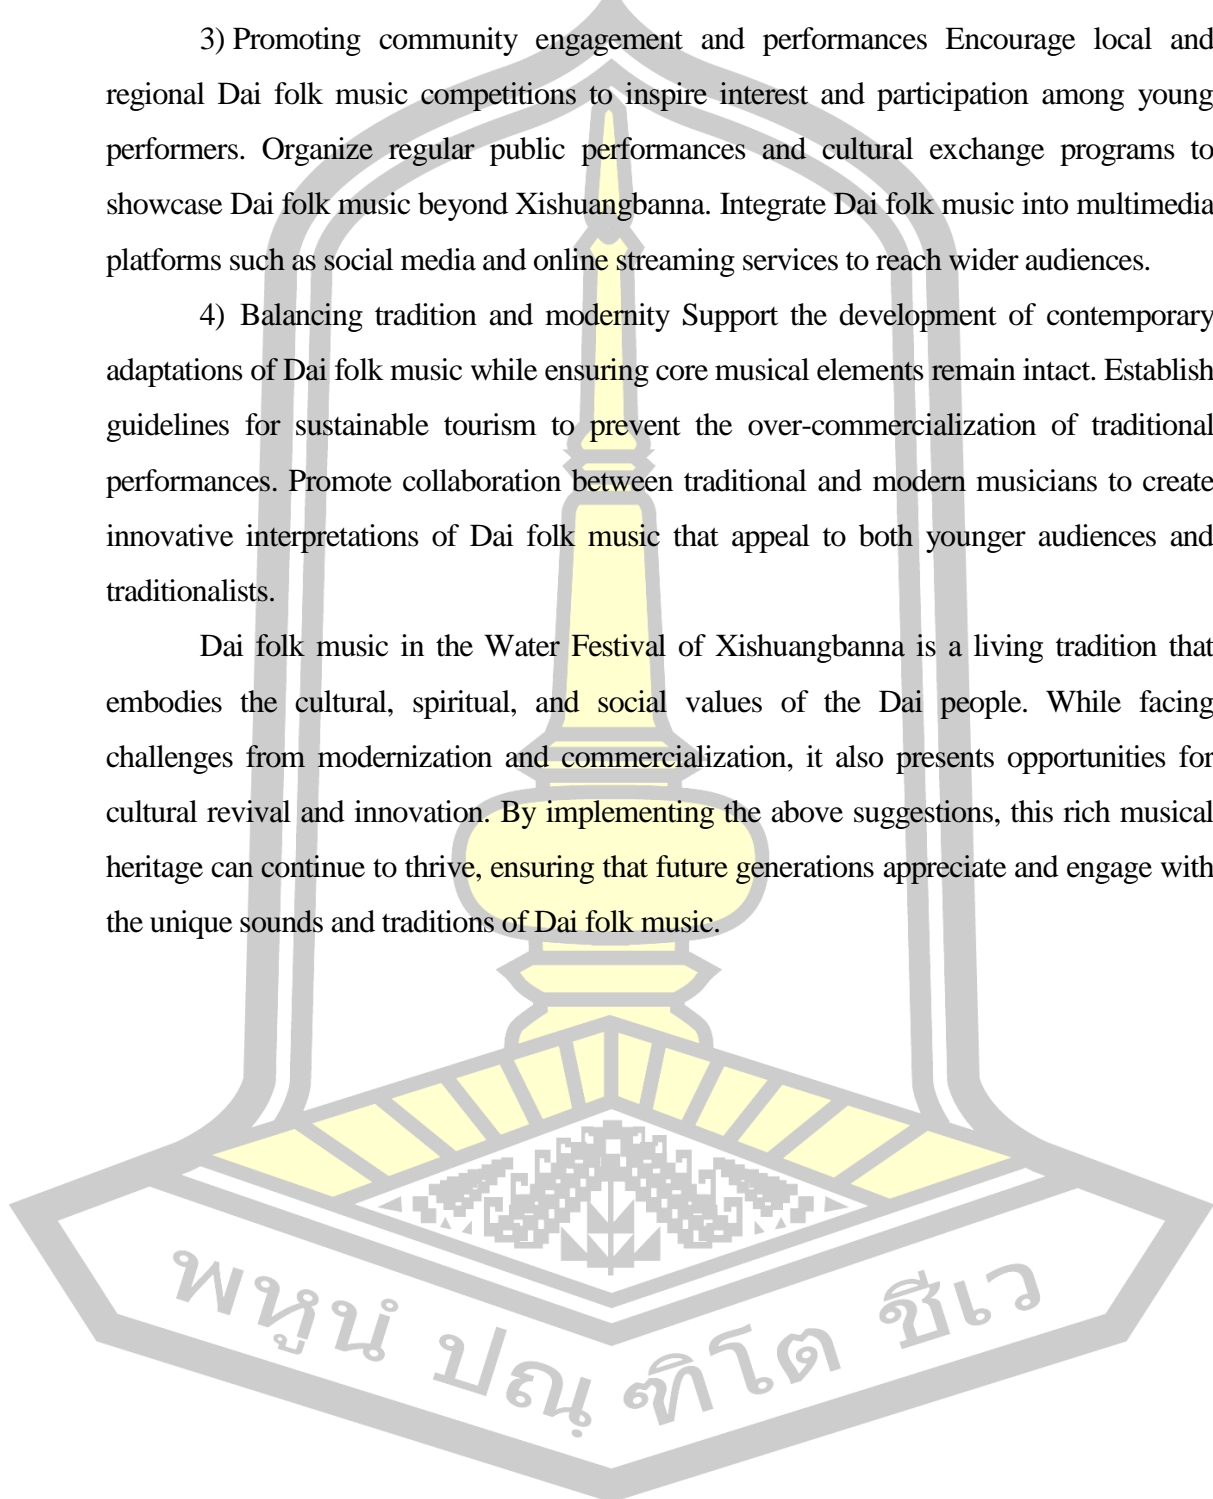 3) Promoting community engagement and performances Encourage local and
regional Dai folk music competitions to inspire interest and participation among young
performers. Organize regular public performances and cultural exchange programs to
showcase Dai folk music beyond Xishuangbanna. Integrate Dai folk music into multimedia
platforms such as social media and online streaming services to reach wider audiences.
4) Balancing tradition and modernity Support the development of contemporary
adaptations of Dai folk music while ensuring core musical elements remain intact. Establish
guidelines for sustainable tourism to prevent the over-commercialization of traditional
performances. Promote collaboration between traditional and modern musicians to create
innovative interpretations of Dai folk music that appeal to both younger audiences and
traditionalists.
Dai folk music in the Water Festival of Xishuangbanna is a living tradition that
embodies the cultural, spiritual, and social values of the Dai people. While facing
challenges from modernization and commercialization, it also presents opportunities for
cultural revival and innovation. By implementing the above suggestions, this rich musical
heritage can continue to thrive, ensuring that future generations appreciate and engage with
the unique sounds and traditions of Dai folk music.
พหูนํ ปณฺฑิโต ชีเว